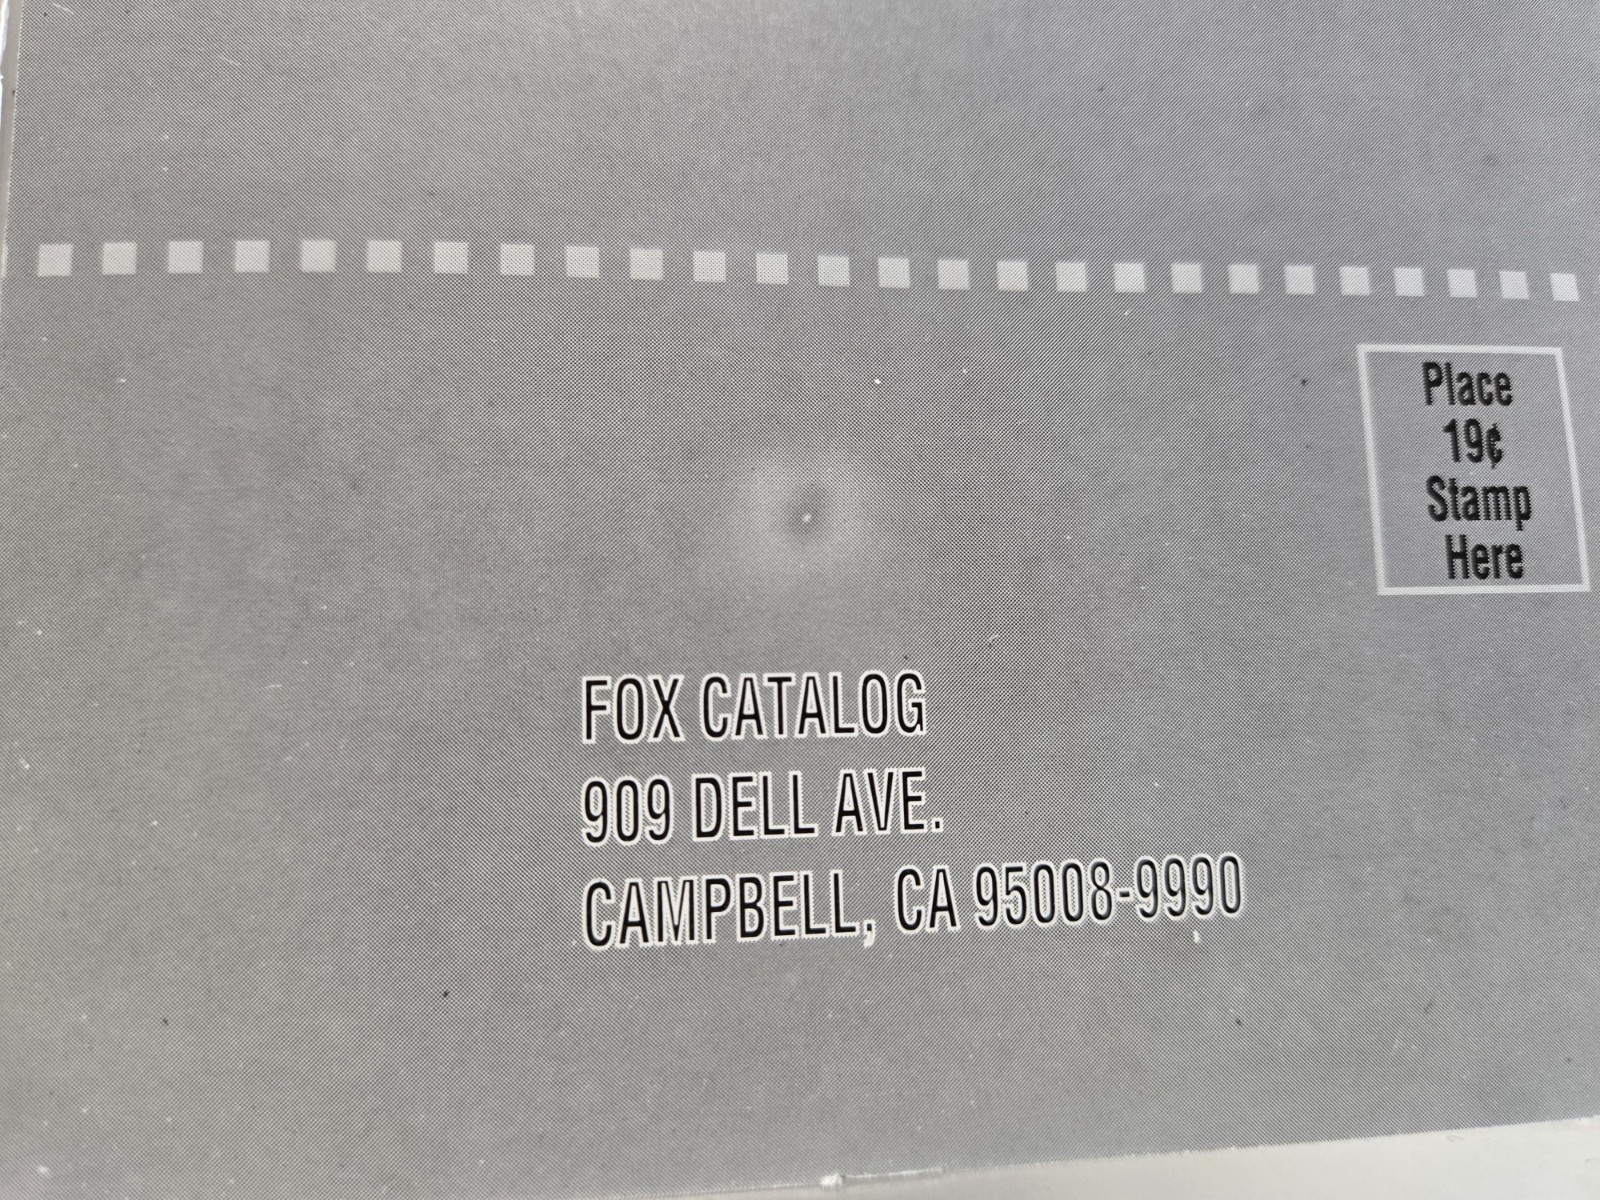 Place
19¢
Stamp
Here
FOX CATALOG
909 DELL AVE.
CAMPBELL, CA 95008-9990